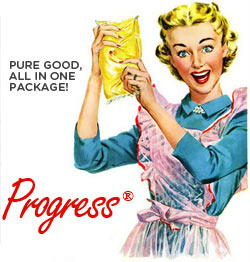 PURE GOOD,
ALL IN ONE
PACKAGE!
Progress®